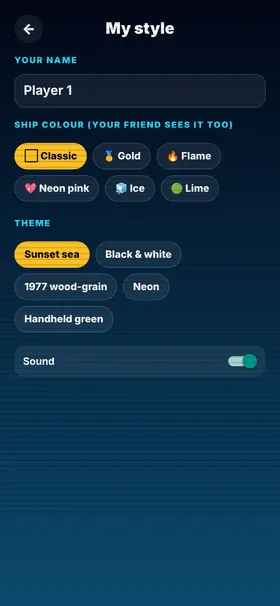 My style
YOUR NAME
Player 1
SHIP COLOUR (YOUR FRIEND SEES IT TOO)
Classic
Gold
Flame
Neon pink
Ice
Lime
THEME
Sunset sea
Black & white
1977 wood-grain
Neon
Handheld green
Sound